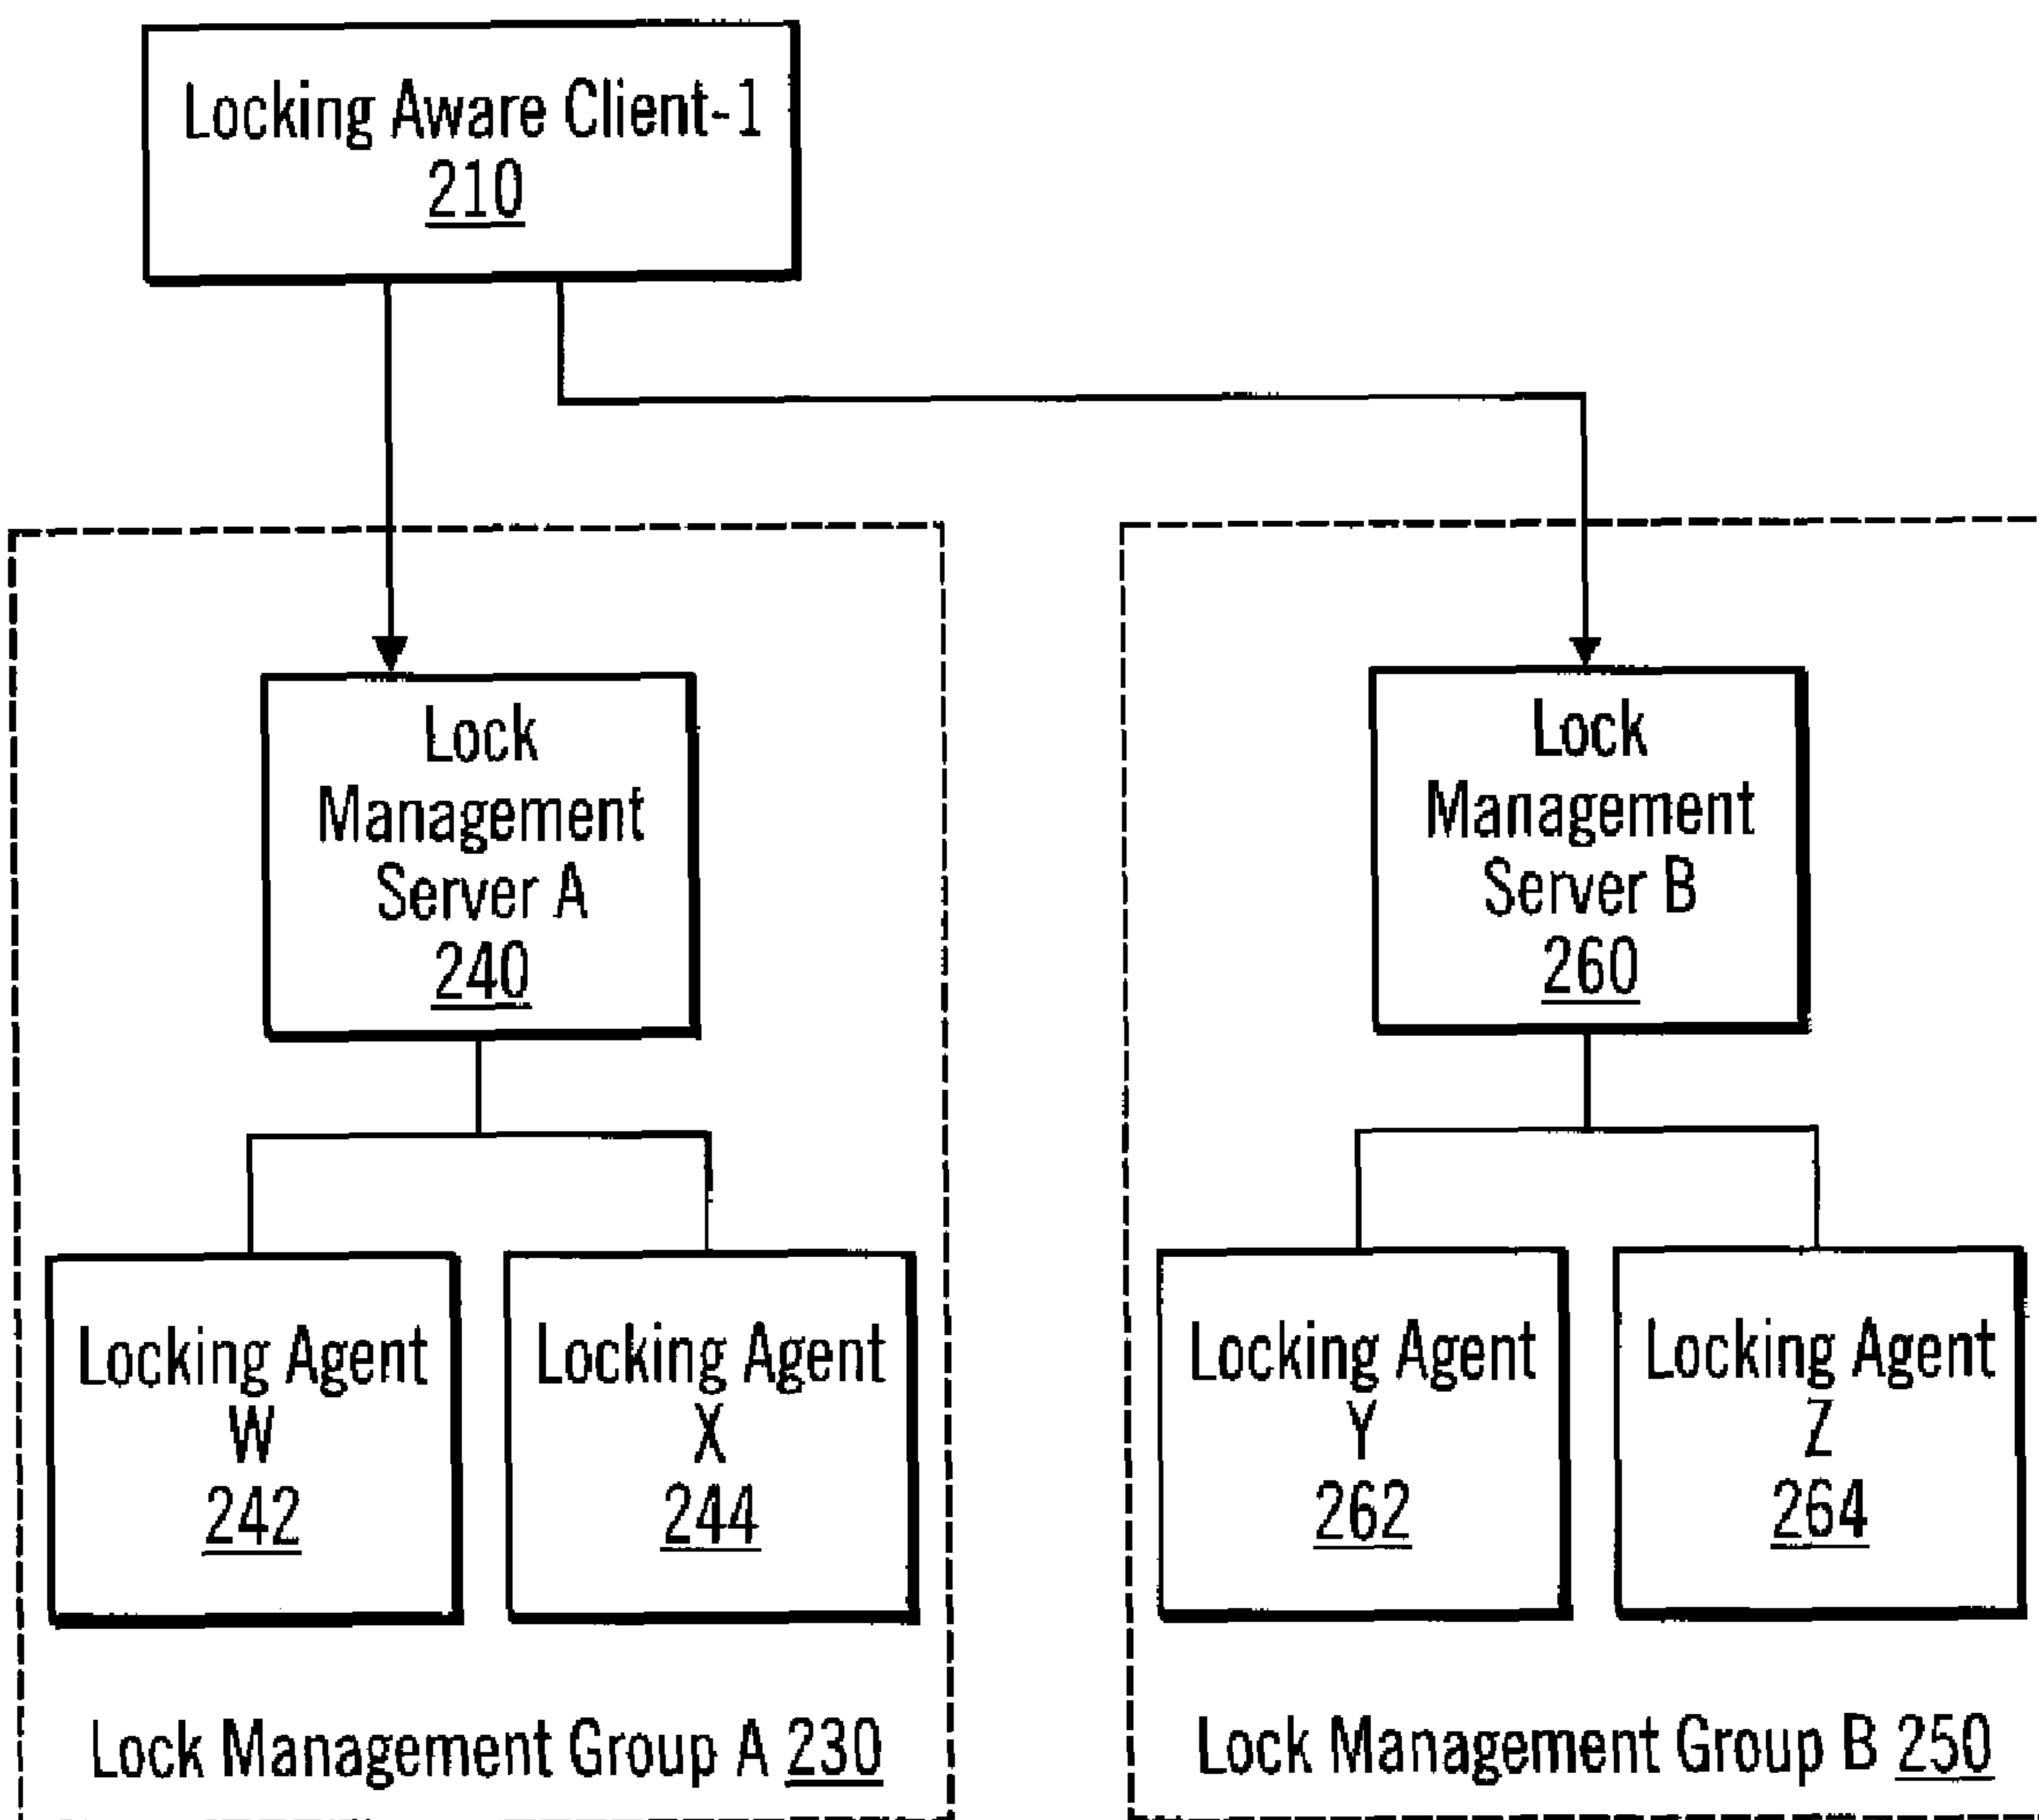 Locking Aware Client-1
210
Lock
Management
Server A
240
Lock
Management
Server B
260
Locking Agent
W
242
Locking Agent
X
244
Locking Agent
Y
262
Locking Agent
Z
264
Lock Management Group A 230
Lock Management Group B 250